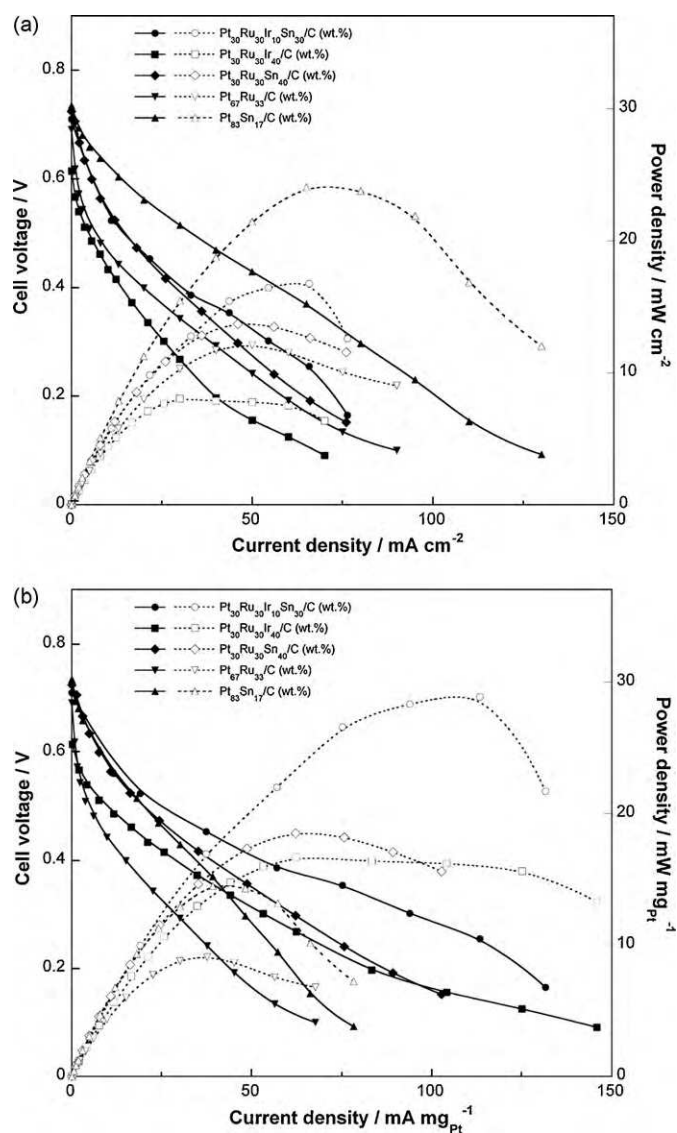 (a)
Pt30Ru30Ir10Sn30/C (wt.%)
Pt30Ru30Ir40/C (wt.%)
Pt30Ru30Sn40/C (wt.%)
Pt67Ru33/C (wt.%)
Pt83Sn17/C (wt.%)
0.8
0.6
0.4
0.2
0
Cell voltage / V
30
20
10
0
Power density / mW cm-2
0 50 100 150
Current density / mA cm-2
(b)
Pt30Ru30Ir10Sn30/C (wt.%)
Pt30Ru30Ir40/C (wt.%)
Pt30Ru30Sn40/C (wt.%)
Pt67Ru33/C (wt.%)
Pt83Sn17/C (wt.%)
0.8
0.6
0.4
0.2
0
Cell voltage / V
30
20
10
0
Power density / mW mgPt-1
0 50 100 150
Current density / mA mgPt-1